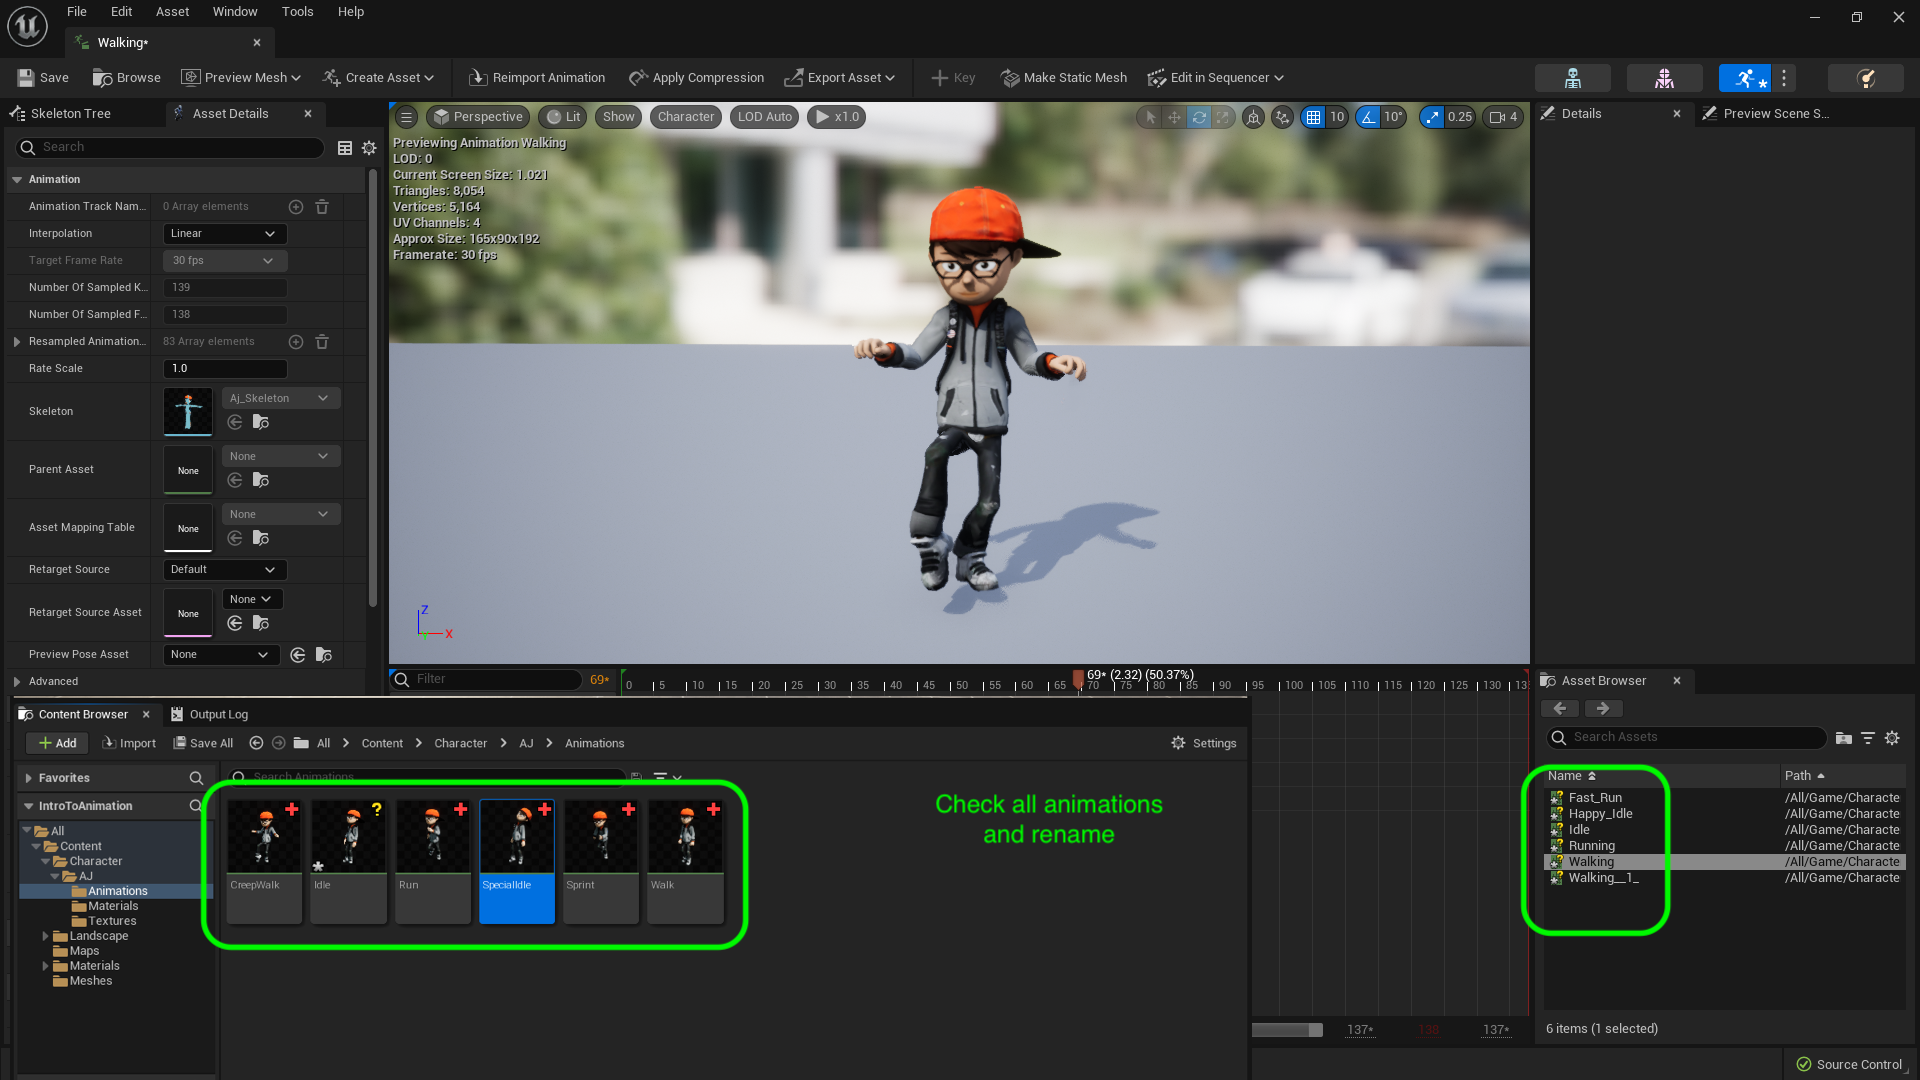 File Edit Asset Window Tools Help
Walking*
Save Browse Preview Mesh Create Asset Reimport Animation Apply Compression Export Asset Key Make Static Mesh Edit in Sequencer
Skeleton Tree Asset Details
Search
Animation
Animation Track Nam... 0 Array elements
Interpolation Linear
Target Frame Rate 30 fps
Number Of Sampled K... 139
Number Of Sampled F... 138
Resampled Animation... 83 Array elements
Rate Scale 1.0
Skeleton Aj_Skeleton
Parent Asset None None
Asset Mapping Table None None
Retarget Source Default
Retarget Source Asset None None
Preview Pose Asset None
Advanced
Perspective Lit Show Character LOD Auto x1.0 10 10° 0.25 4
Previewing Animation Walking
LOD: 0
Current Screen Size: 1.021
Triangles: 8,054
Vertices: 5,164
UV Channels: 4
Approx Size: 165x90x192
Framerate: 30 fps
Z
X
Details Preview Scene S...
Filter 69*
69* (2.32) (50.37%)
0 5 10 15 20 25 30 35 40 45 50 55 60 65 70 75 80 85 90 95 100 105 110 115 120 125 130
Content Browser Output Log
Add Import Save All All Content Character AJ Animations Settings
Favorites
Search Animations
IntroToAnimation
All
Content
Character
AJ
Animations
Materials
Textures
Landscape
Maps
Materials
Meshes
CreepWalk Idle Run SpecialIdle Sprint Walk
Check all animations
and rename
137* 138 137*
Asset Browser
Search Assets
Name Path
Fast_Run /All/Game/Characte
Happy_Idle /All/Game/Characte
Idle /All/Game/Characte
Running /All/Game/Characte
Walking /All/Game/Characte
Walking__1_ /All/Game/Characte
6 items (1 selected)
Source Control